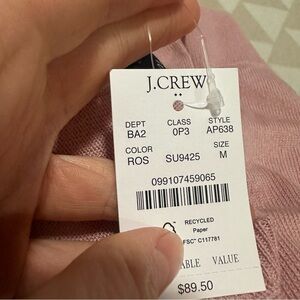 J.CREW
DEPT CLASS STYLE
BA2 0P3 AP638
COLOR SIZE
ROS SU9425 M
099107459065
RECYCLED
Paper
FSC® C117781
VALUE
$89.50